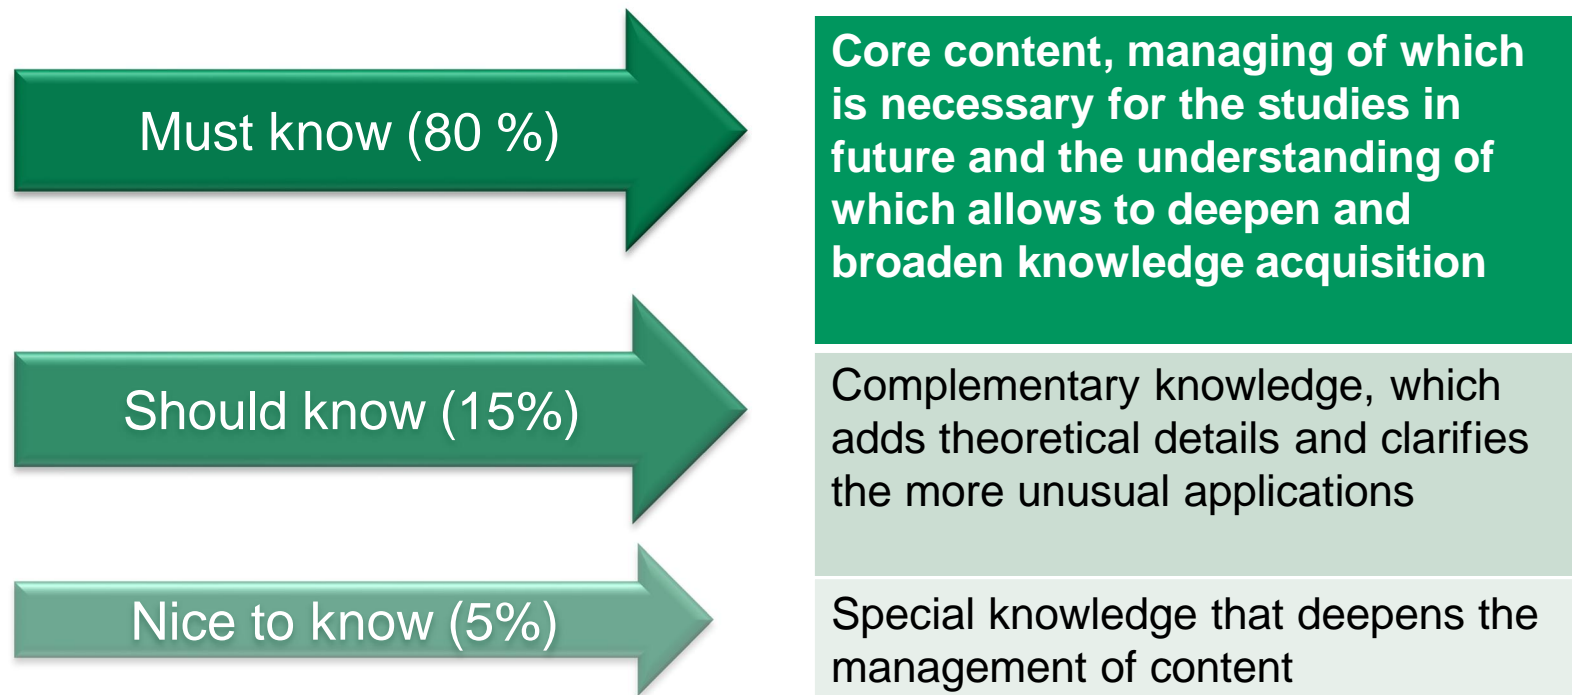 Must know (80 %)
Core content, managing of which
is necessary for the studies in
future and the understanding of
which allows to deepen and
broaden knowledge acquisition
Should know (15%)
Complementary knowledge, which
adds theoretical details and clarifies
the more unusual applications
Nice to know (5%)
Special knowledge that deepens the
management of content